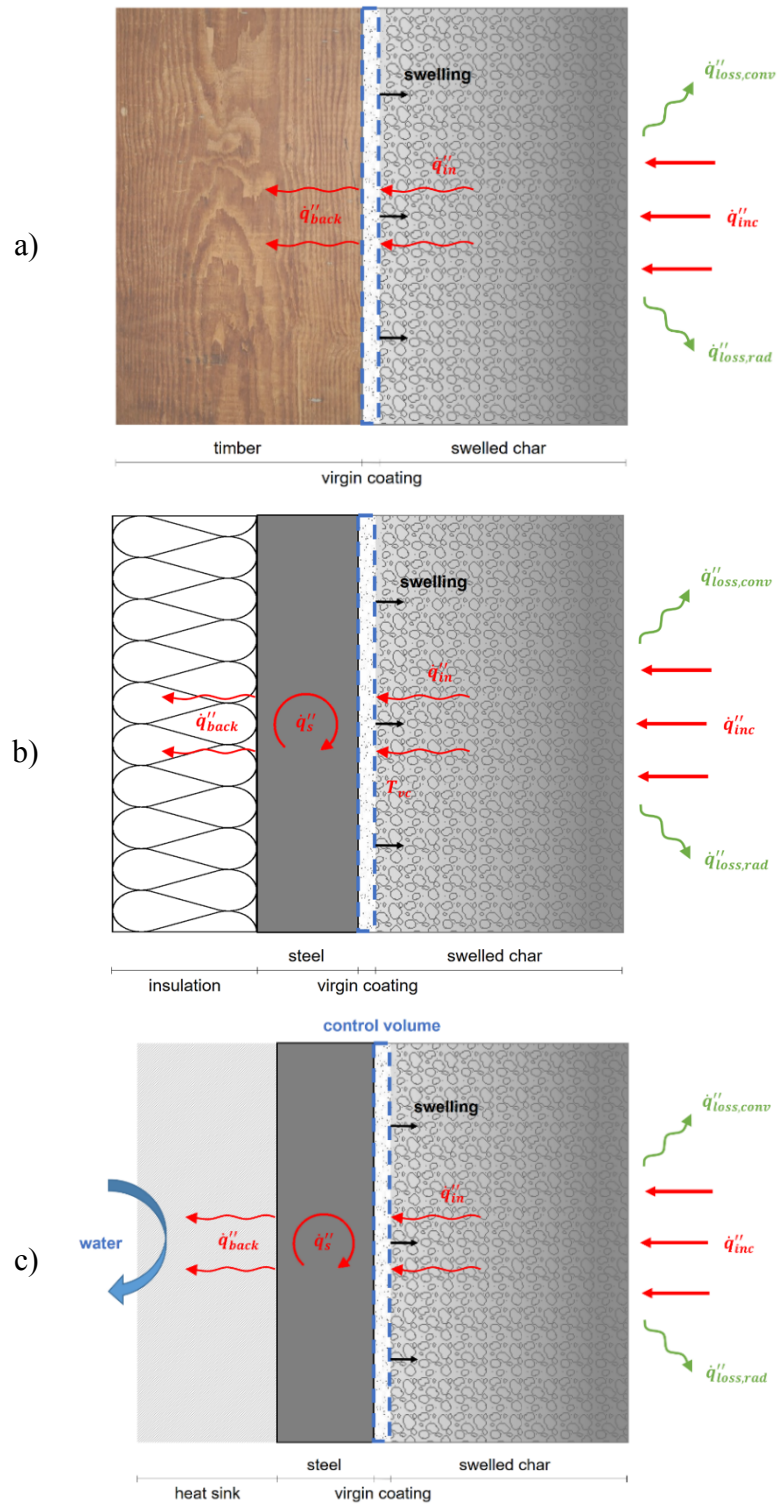 a)
swelling
q̇''loss,conv
q̇''in
q̇''back
q̇''inc
q̇''loss,rad
timber
swelled char
virgin coating
b)
swelling
q̇''loss,conv
q̇''in
q̇''back
q̇''s
q̇''inc
Tvc
q̇''loss,rad
steel
swelled char
insulation
virgin coating
control volume
c)
swelling
q̇''loss,conv
q̇''in
water
q̇''back
q̇''s
q̇''inc
q̇''loss,rad
steel
swelled char
heat sink
virgin coating